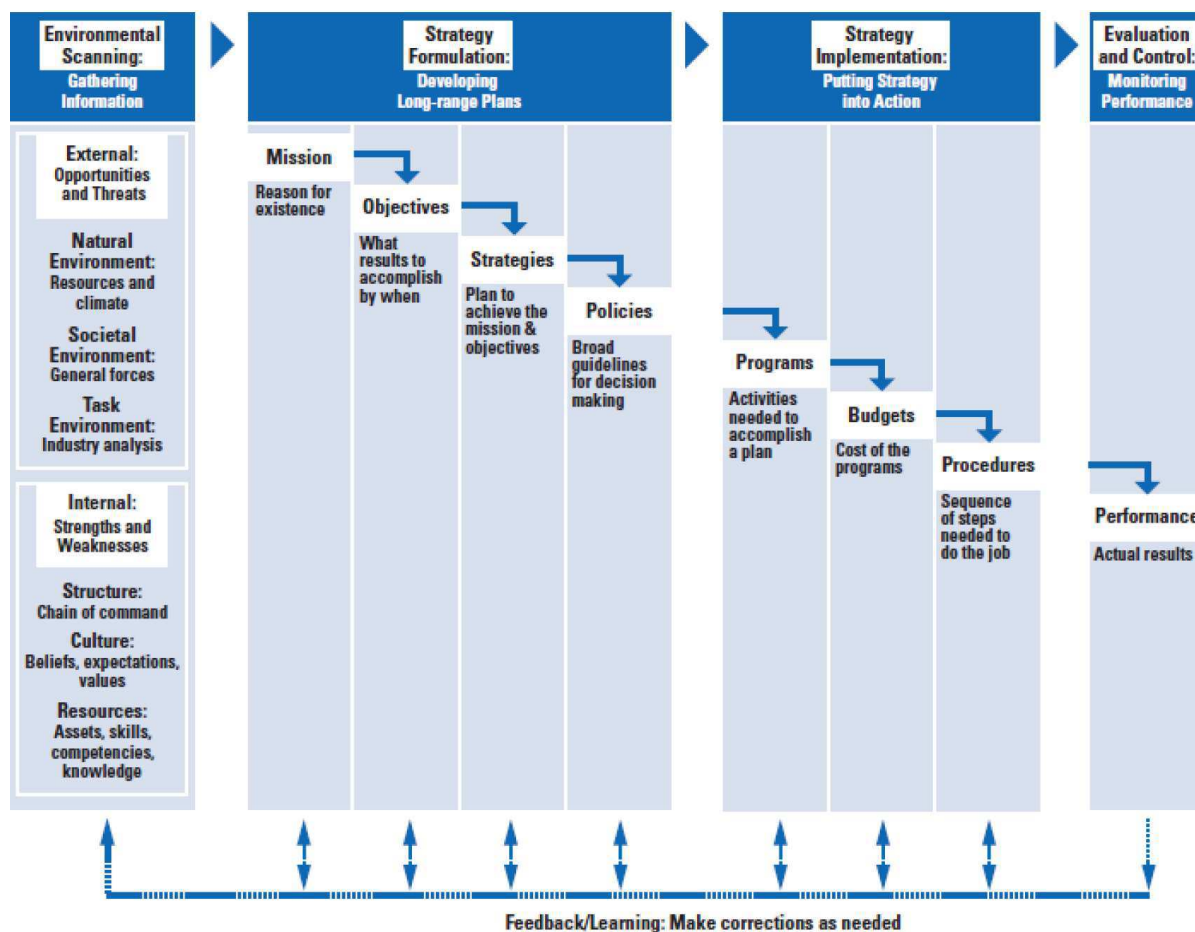 Environmental
Scanning:
Gathering
Information
Strategy
Formulation:
Developing
Long-range Plans
Strategy
Implementation:
Putting Strategy
into Action
Evaluation
and Control:
Monitoring
Performance
External:
Opportunities
and Threats
Natural
Environment:
Resources and
climate
Societal
Environment:
General forces
Task
Environment:
Industry analysis
Internal:
Strengths and
Weaknesses
Structure:
Chain of command
Culture:
Beliefs, expectations,
values
Resources:
Assets, skills,
competencies,
knowledge
Mission
Reason for
existence
Objectives
What
results to
accomplish
by when
Strategies
Plan to
achieve the
mission &
objectives
Policies
Broad
guidelines
for decision
making
Programs
Activities
needed to
accomplish
a plan
Budgets
Cost of the
programs
Procedures
Sequence
of steps
needed to
do the job
Performance
Actual results
Feedback/Learning: Make corrections as needed